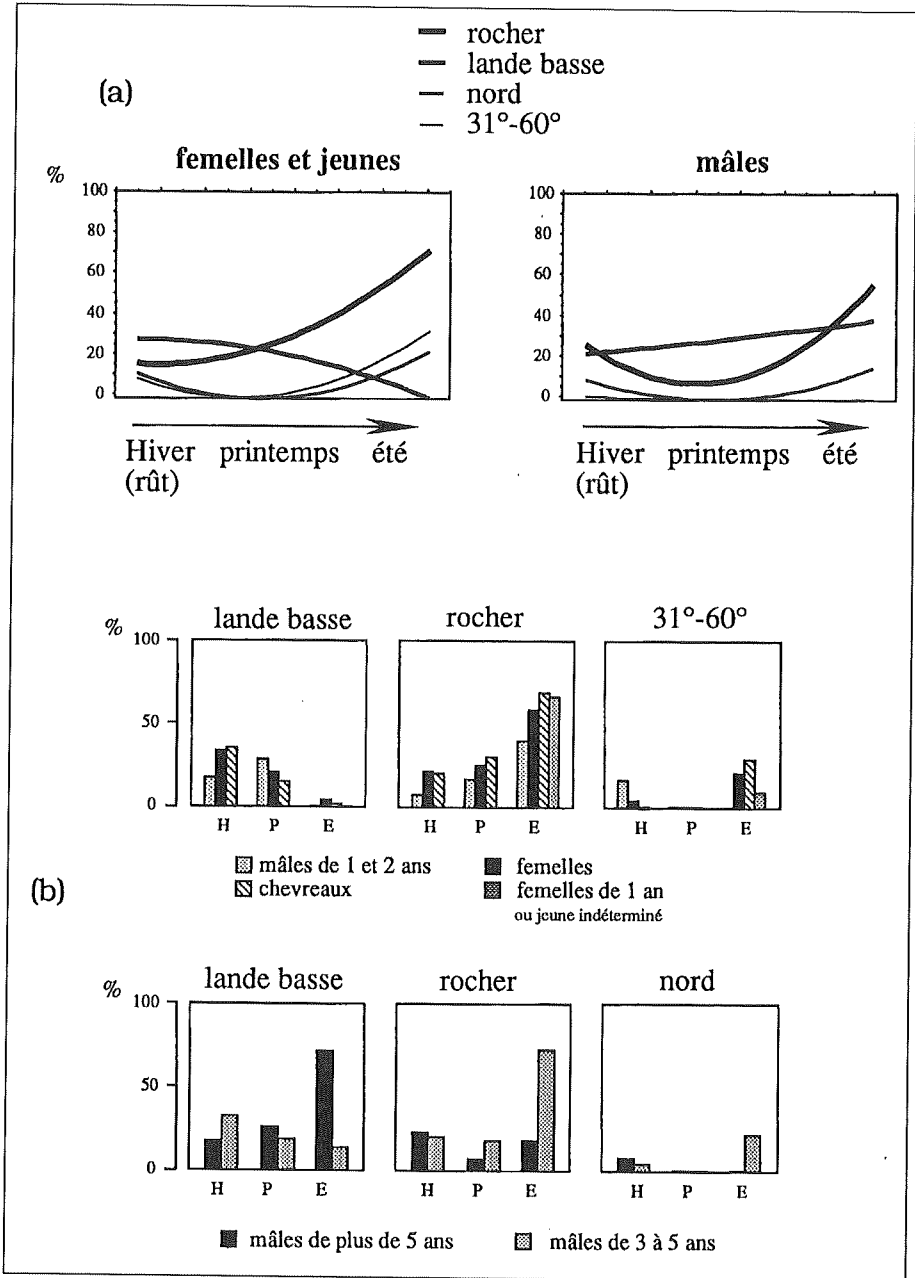 rocher
lande basse
nord
31°-60°
(a)
femelles et jeunes
mâles
%
100
80
60
40
20
0
100
80
60
40
20
0
Hiver printemps été
(rût)
Hiver printemps été
(rût)
lande basse rocher 31°-60°
%
100
50
0
H P E
H P E
H P E
mâles de 1 et 2 ans
femelles
chevreaux
femelles de 1 an
ou jeune indéterminé
(b)
lande basse rocher nord
%
100
50
0
H P E
H P E
H P E
mâles de plus de 5 ans
mâles de 3 à 5 ans